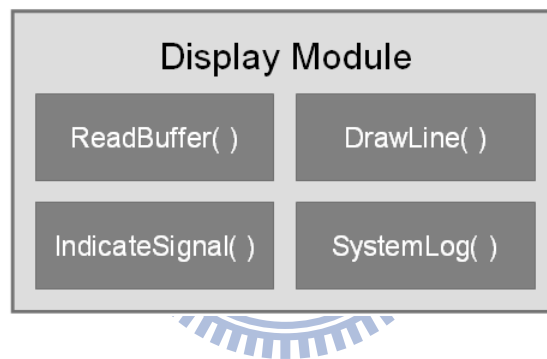 Display Module
ReadBuffer( )
DrawLine( )
IndicateSignal( )
SystemLog( )